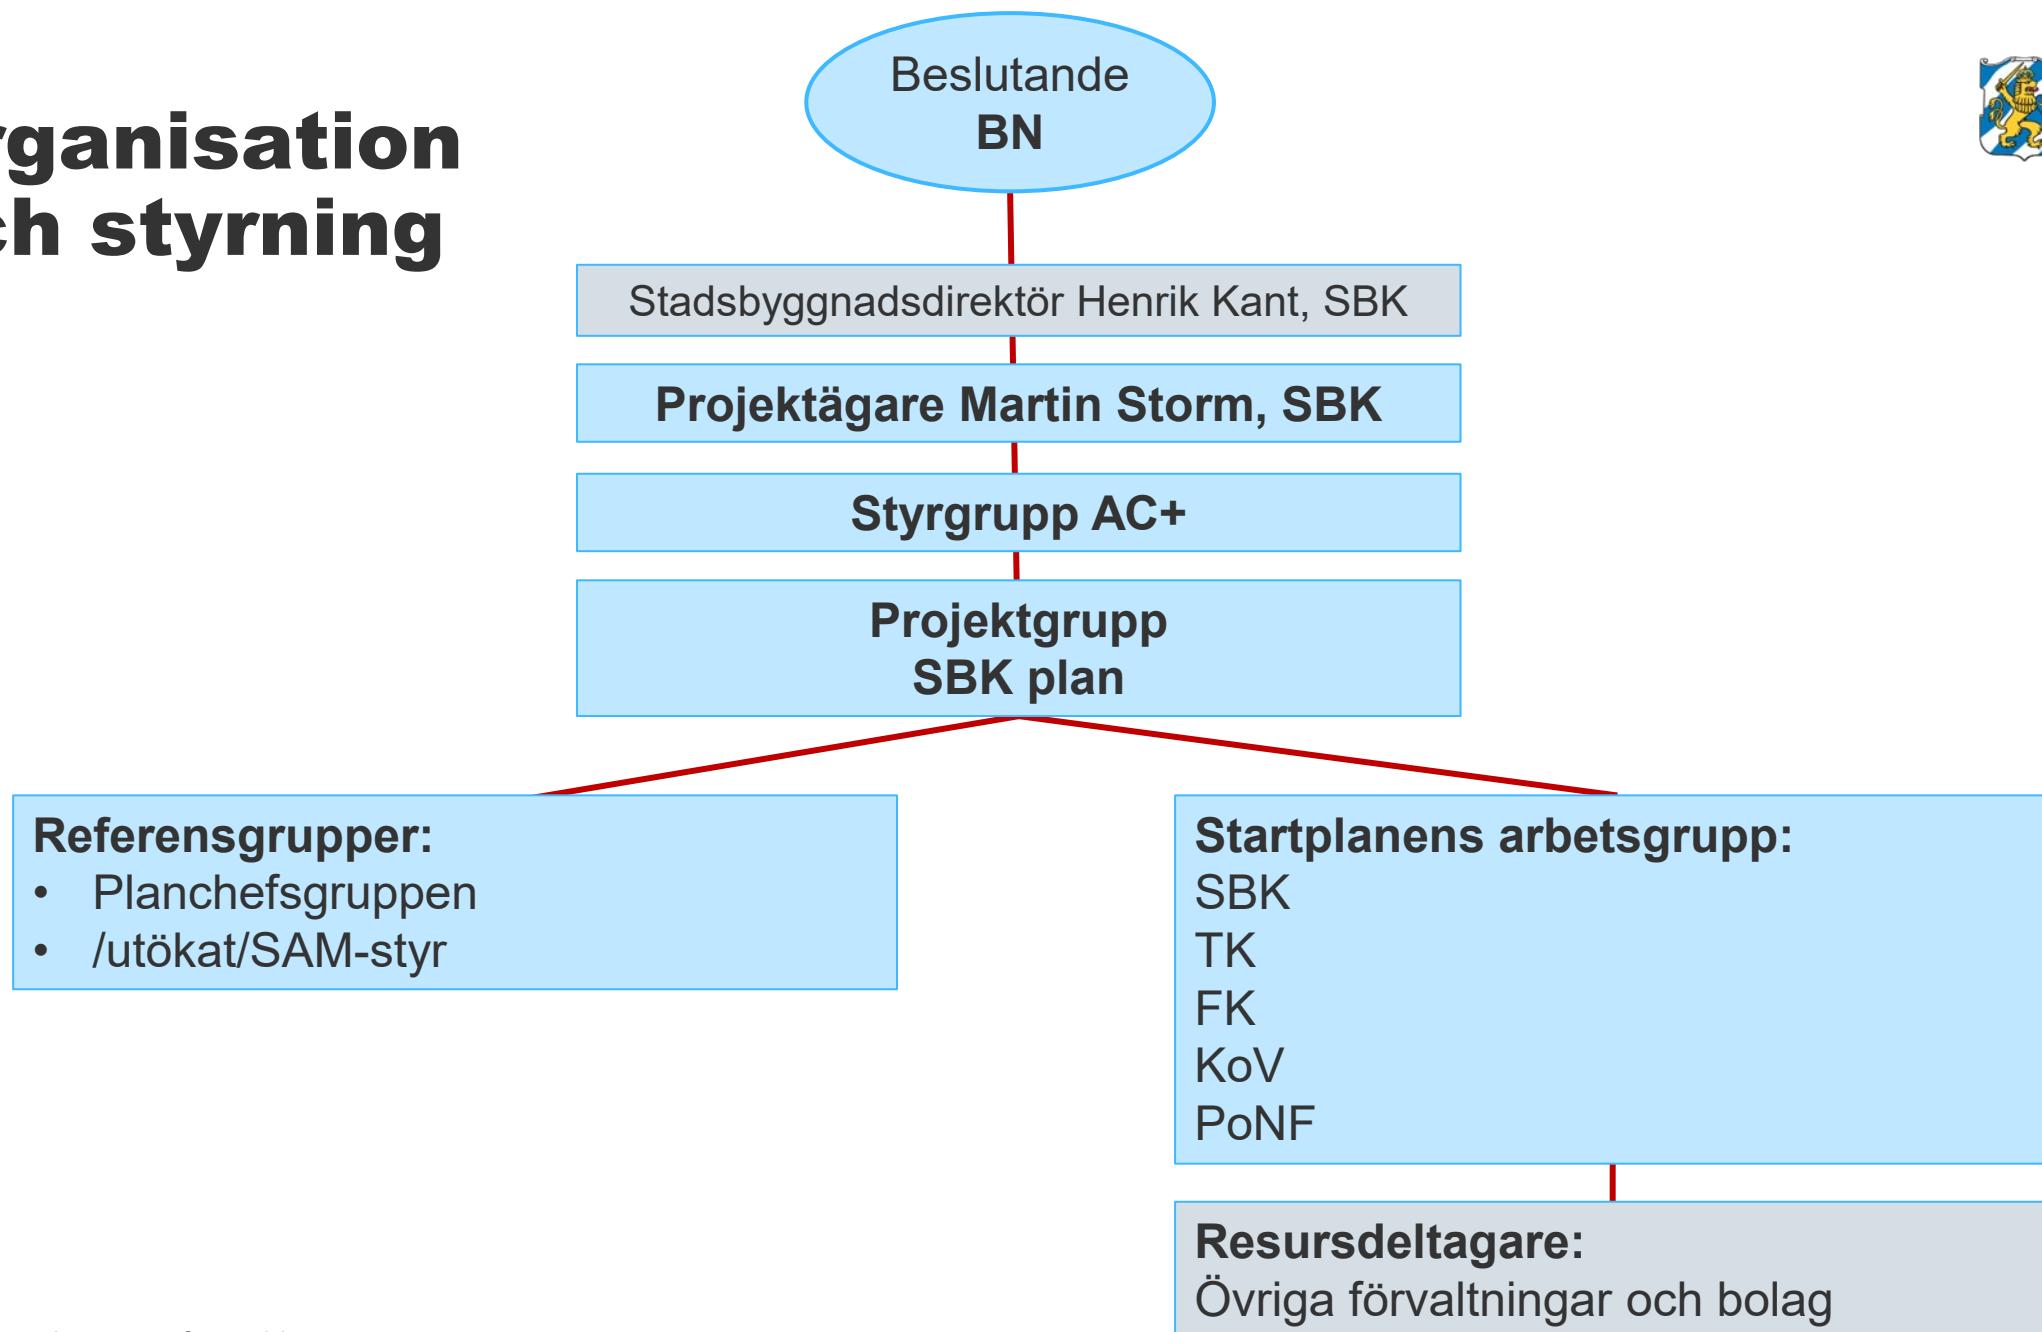 rganisation
ch styrning
Beslutande
BN
Stadsbyggnadsdirektör Henrik Kant, SBK
Projektägare Martin Storm, SBK
Styrgrupp AC+
Projektgrupp
SBK plan
Referensgrupper:
• Planchefsgruppen
• /utökat/SAM-styr
Startplanens arbetsgrupp:
SBK
TK
FK
KoV
PoNF
Resursdeltagare:
Övriga förvaltningar och bolag